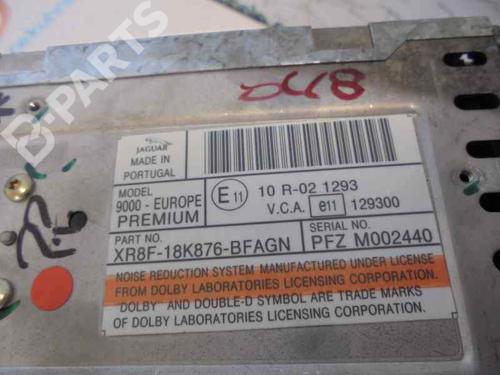 B-PARTS
JAGUAR
MADE IN
PORTUGAL
MODEL
9000 - EUROPE
PREMIUM
E 11
10 R-02 1293
V.C.A. e11 129300
PART NO.
XR8F-18K876-BFAGN
SERIAL NO.
PFZ M002440
NOISE REDUCTION SYSTEM MANUFACTURED UNDER LICENSE
FROM DOLBY LABORATORIES LICENSING CORPORATION.
DOLBY" AND DOUBLE-D SYMBOL ARE TRADE MARKS
OF DOLBY LABORATORIES LICENSING CORPORATION.